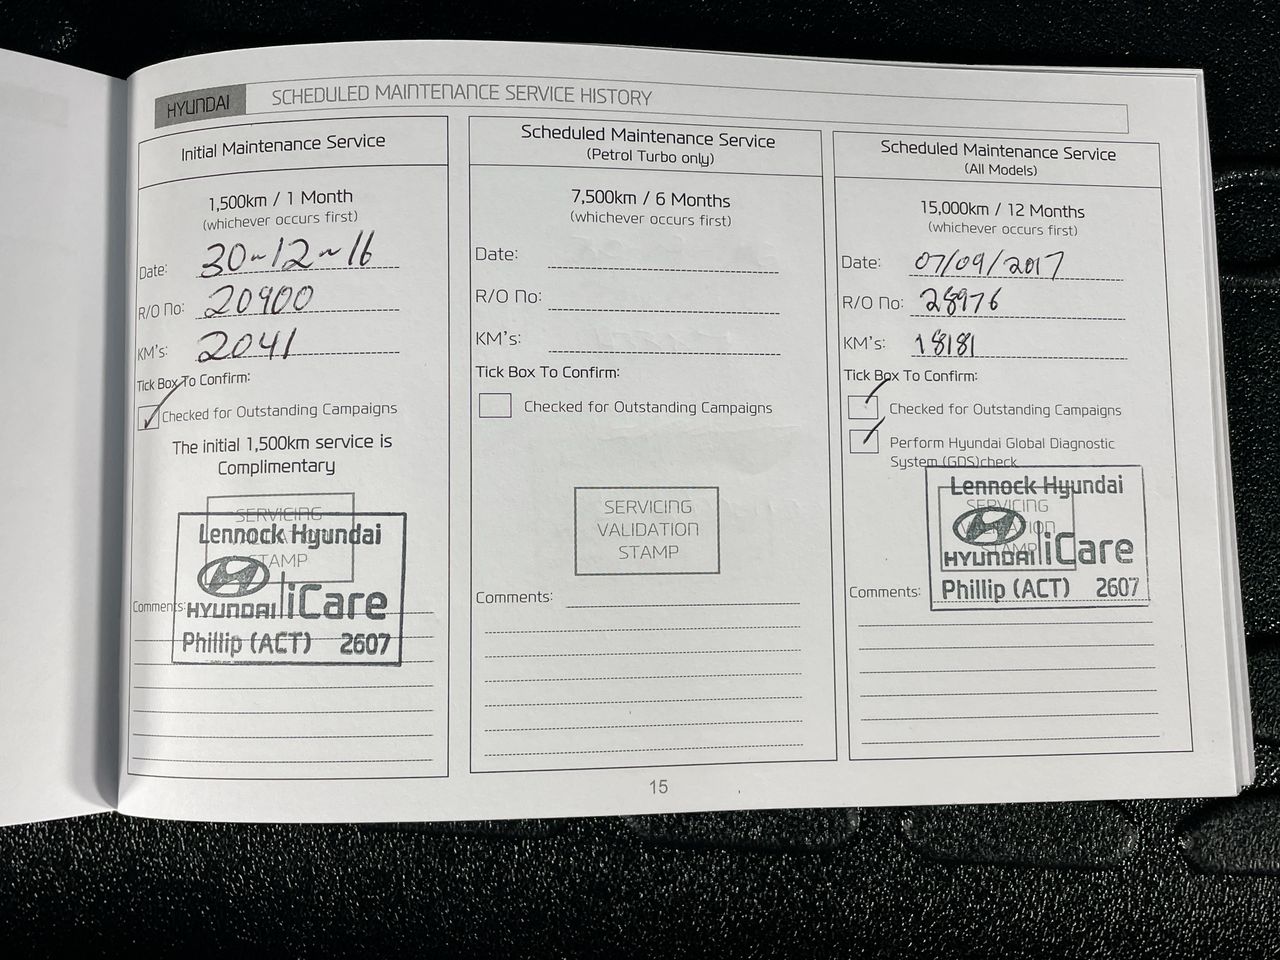 HYUNDAI
SCHEDULED MAINTENANCE SERVICE HISTORY
Initial Maintenance Service
1,500km / 1 Month
(whichever occurs first)
Date: 30-12-16
R/O No: 20900
KM's: 2041
Tick Box To Confirm:
Checked for Outstanding Campaigns
The initial 1,500km service is
Complimentary
SERVICING
Lennock Hyundai
STAMP
HYUNDAI iCare
Comments:
Phillip (ACT) 2607
Scheduled Maintenance Service
(Petrol Turbo only)
7,500km / 6 Months
(whichever occurs first)
Date:
R/O No:
KM's:
Tick Box To Confirm:
Checked for Outstanding Campaigns
SERVICING
VALIDATION
STAMP
Comments:
Scheduled Maintenance Service
(All Models)
15,000km / 12 Months
(whichever occurs first)
Date: 07/09/2017
R/O No: 28976
KM's: 18181
Tick Box To Confirm:
Checked for Outstanding Campaigns
Perform Hyundai Global Diagnostic
System (GDS)check
Lennock Hyundai
SERVICING
VALIDATION
STAMP
HYUNDAI iCare
Comments:
Phillip (ACT) 2607
15